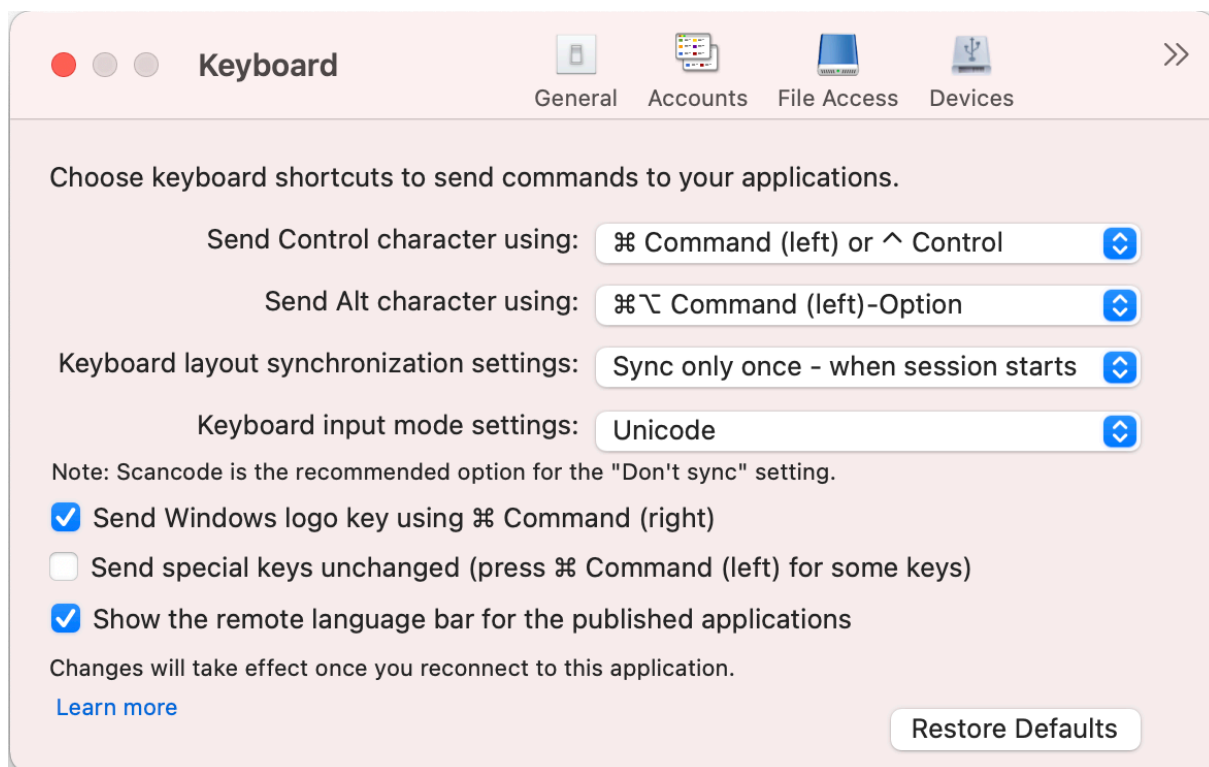 Keyboard
General Accounts File Access Devices
Choose keyboard shortcuts to send commands to your applications.
Send Control character using: ⌘ Command (left) or ^ Control
Send Alt character using: ⌘⌥ Command (left)-Option
Keyboard layout synchronization settings: Sync only once - when session starts
Keyboard input mode settings: Unicode
Note: Scancode is the recommended option for the "Don't sync" setting.
Send Windows logo key using ⌘ Command (right)
Send special keys unchanged (press ⌘ Command (left) for some keys)
Show the remote language bar for the published applications
Changes will take effect once you reconnect to this application.
Learn more
Restore Defaults